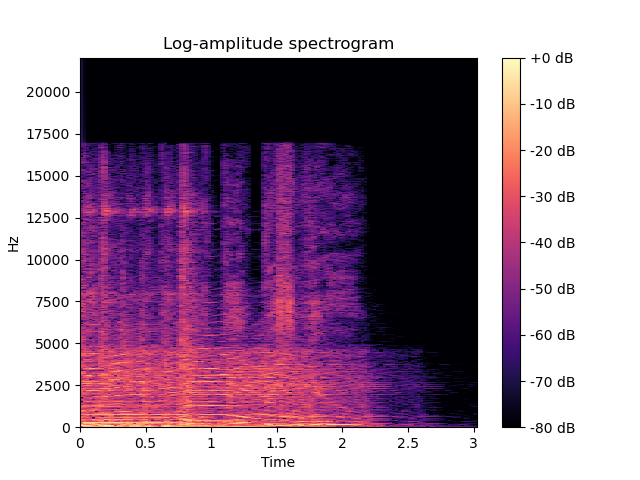 Log-amplitude spectrogram
+0 dB
-10 dB
-20 dB
-30 dB
-40 dB
-50 dB
-60 dB
-70 dB
-80 dB
20000
17500
15000
12500
10000
7500
5000
2500
0
Hz
0 0.5 1 1.5 2 2.5 3
Time